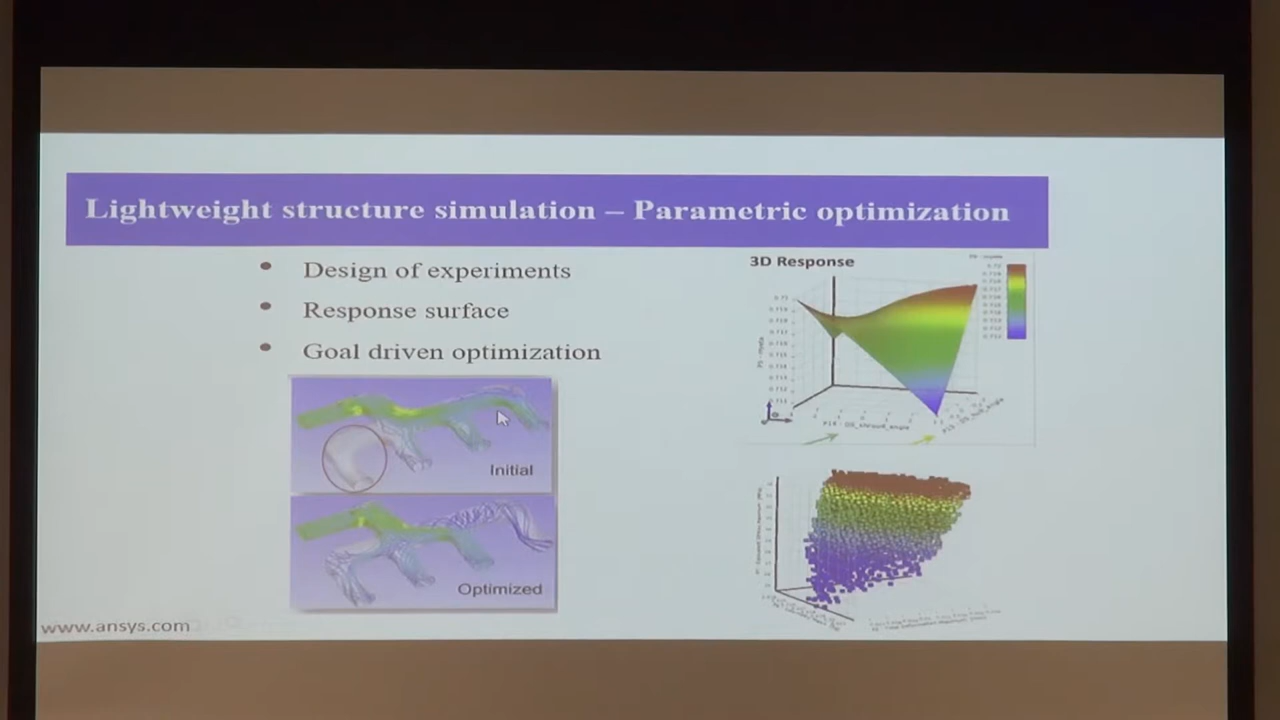 Lightweight structure simulation – Parametric optimization
• Design of experiments
• Response surface
• Goal driven optimization
3D Response
Initial
Optimized
www.ansys.com